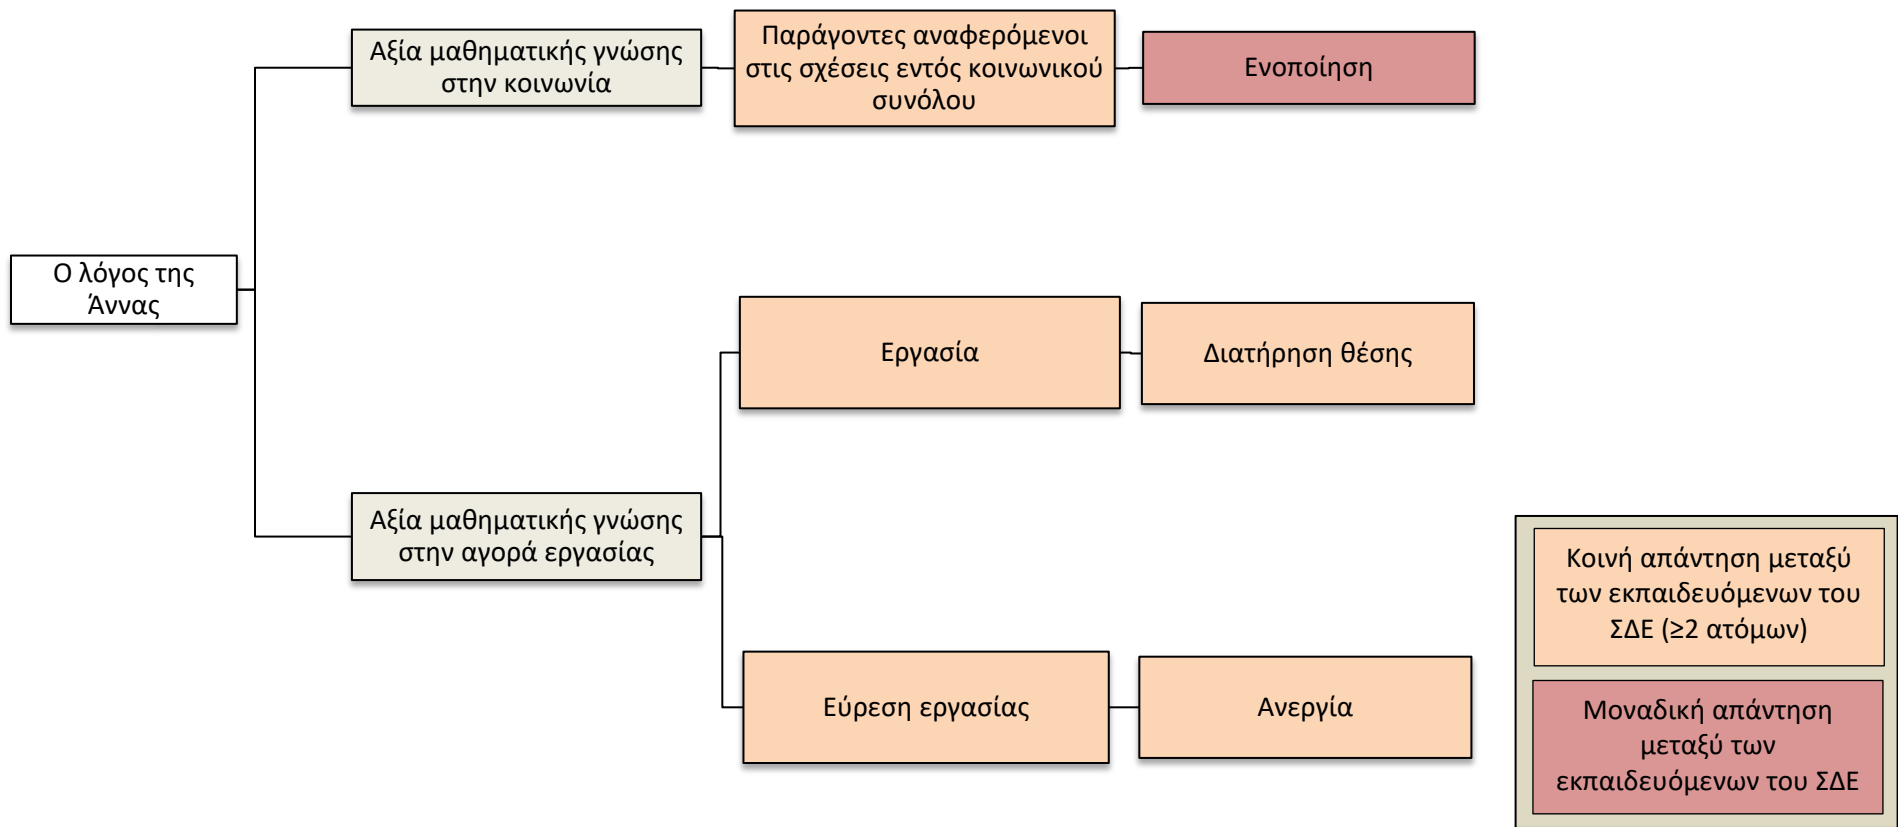 Αξία μαθηματικής γνώσης
στην κοινωνία
Παράγοντες αναφερόμενοι
στις σχέσεις εντός κοινωνικού
συνόλου
Ενοποίηση
Ο λόγος της
Άννας
Εργασία
Διατήρηση θέσης
Αξία μαθηματικής γνώσης
στην αγορά εργασίας
Εύρεση εργασίας
Ανεργία
Κοινή απάντηση μεταξύ
των εκπαιδευόμενων του
ΣΔΕ (≥2 ατόμων)
Μοναδική απάντηση
μεταξύ των
εκπαιδευόμενων του ΣΔΕ